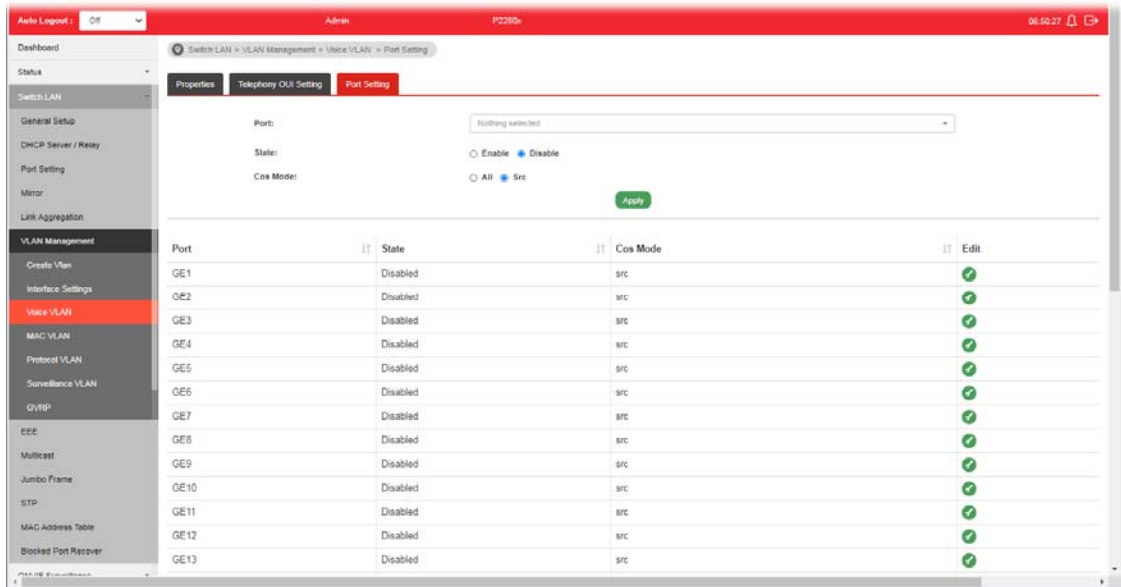 Auto Logout : Off Admin P2280x 06:50:27
Dashboard
Status
Switch LAN
General Setup
DHCP Server / Relay
Port Setting
Mirror
Link Aggregation
VLAN Management
Create Vlan
Interface Settings
Voice VLAN
MAC VLAN
Protocol VLAN
Surveillance VLAN
GVRP
EEE
Multicast
Jumbo Frame
STP
MAC Address Table
Blocked Port Recover
ONVIF Surveillance
Switch LAN » VLAN Management » Voice VLAN » Port Setting
Properties Telephony OUI Setting Port Setting
Port: Nothing selected
State: Enable Disable
Cos Mode: All Src
Apply
Port State Cos Mode Edit
GE1 Disabled src
GE2 Disabled src
GE3 Disabled src
GE4 Disabled src
GE5 Disabled src
GE6 Disabled src
GE7 Disabled src
GE8 Disabled src
GE9 Disabled src
GE10 Disabled src
GE11 Disabled src
GE12 Disabled src
GE13 Disabled src